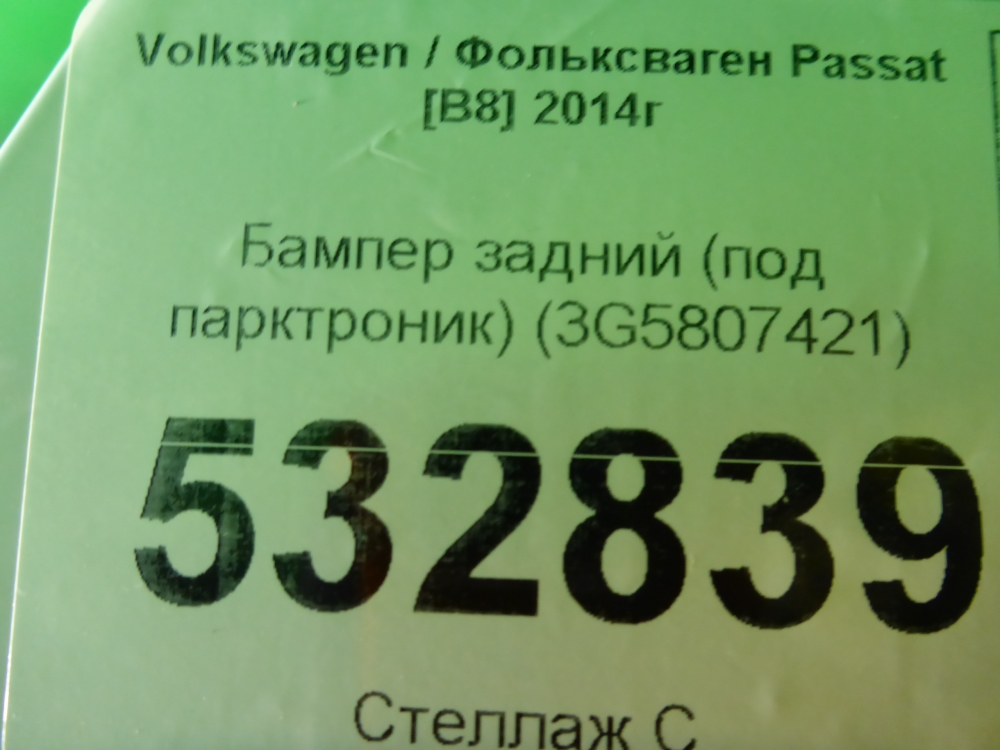 Volkswagen / Фольксваген Passat
[B8] 2014г
Бампер задний (под
парктроник) (3G5807421)
532839
Стеллаж С